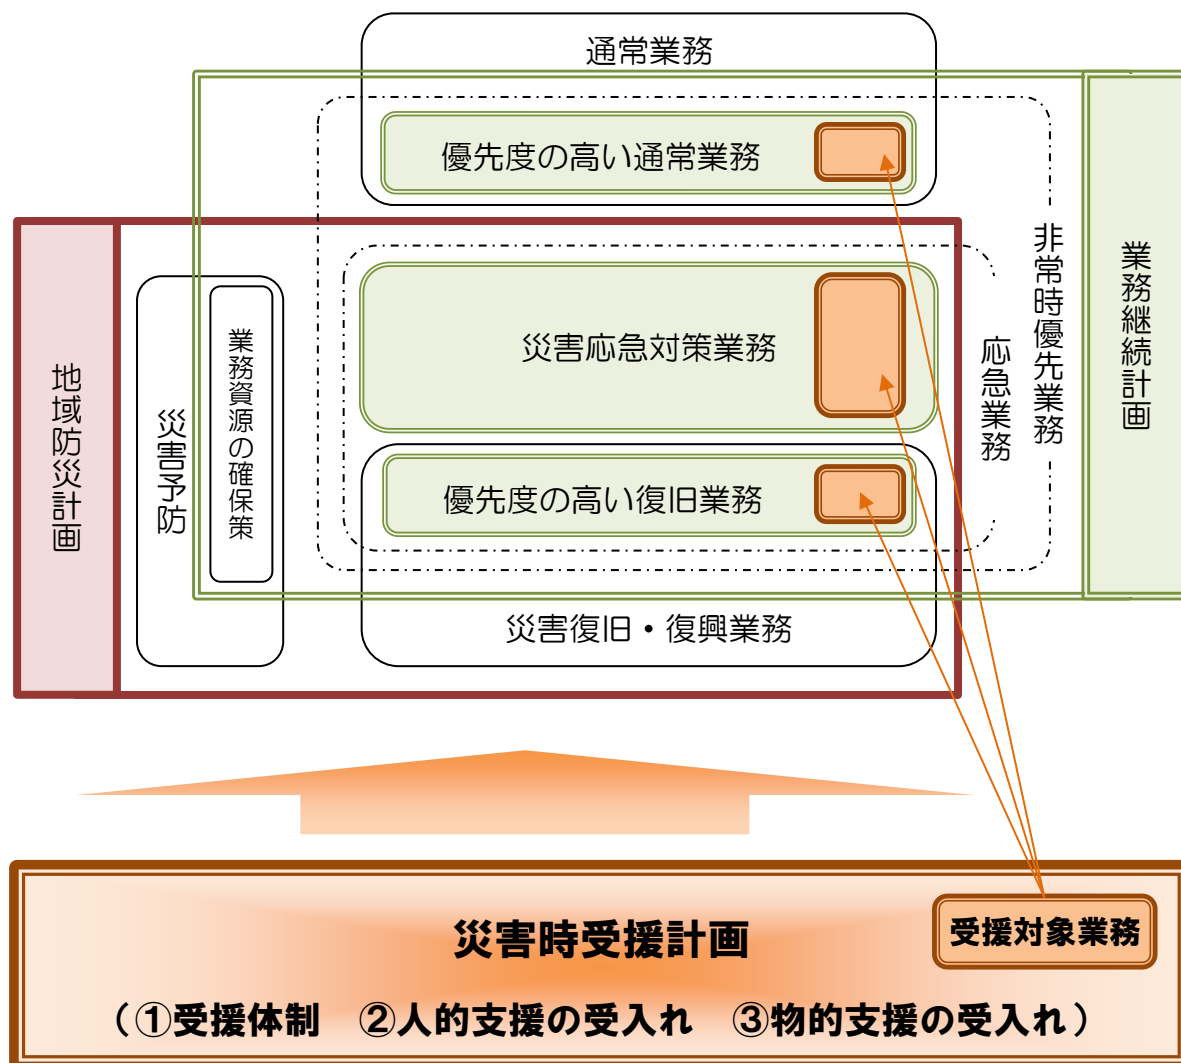 通常業務
優先度の高い通常業務
非常時優先業務
業務継続計画
地域防災計画
災害予防
業務資源の確保策
災害応急対策業務
応急業務
優先度の高い復旧業務
災害復旧・復興業務
災害時受援計画
受援対象業務
（①受援体制　②人的支援の受入れ　③物的支援の受入れ）